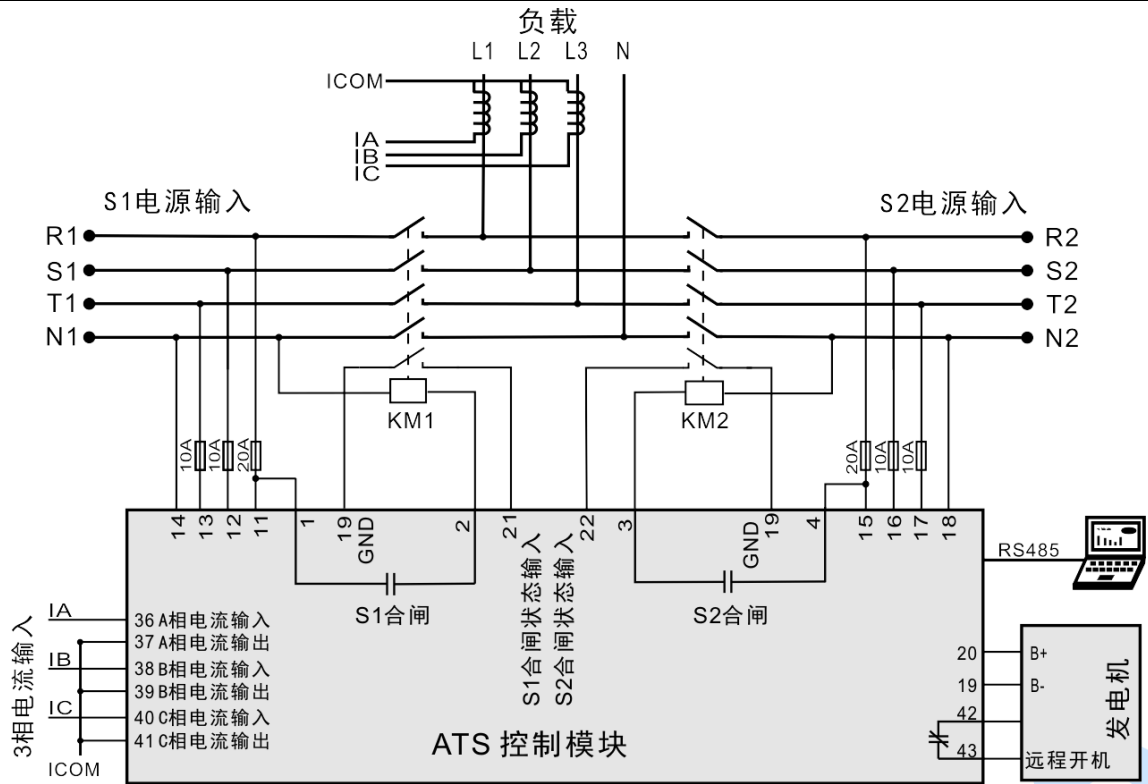 负载
L1 L2 L3 N
ICOM
IA
IB
IC
S1电源输入
S2电源输入
R1
R2
S1
S2
T1
T2
N1
N2
KM1
KM2
10A
10A
20A
20A
10A
10A
14
13
12
11
1
19
GND
2
21
S1合闸状态输入
S2合闸状态输入
22
3
GND
19
4
15
16
17
18
S1合闸
S2合闸
RS485
3相电流输入
IA
36 A相电流输入
37 A相电流输出
IB
38 B相电流输入
39 B相电流输出
IC
40 C相电流输入
41 C相电流输出
ICOM
ATS 控制模块
20
B+
19
B-
42
43
远程开机
发电机